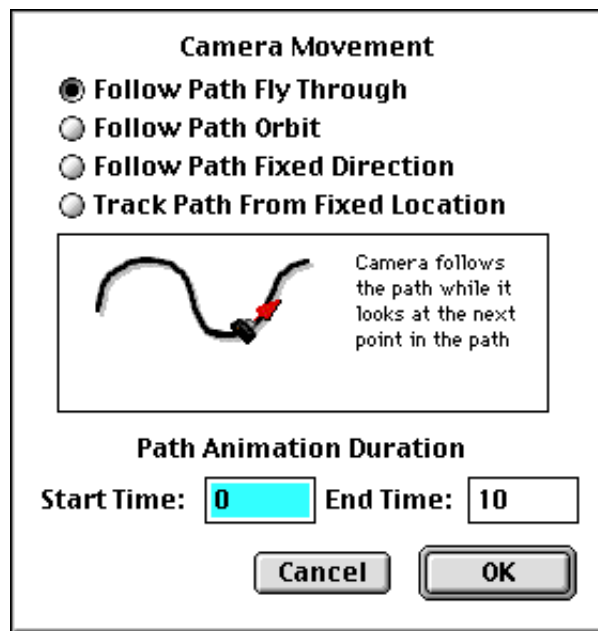 Camera Movement
Follow Path Fly Through
Follow Path Orbit
Follow Path Fixed Direction
Track Path From Fixed Location
Camera follows
the path while it
looks at the next
point in the path
Path Animation Duration
Start Time: 0 End Time: 10
Cancel OK